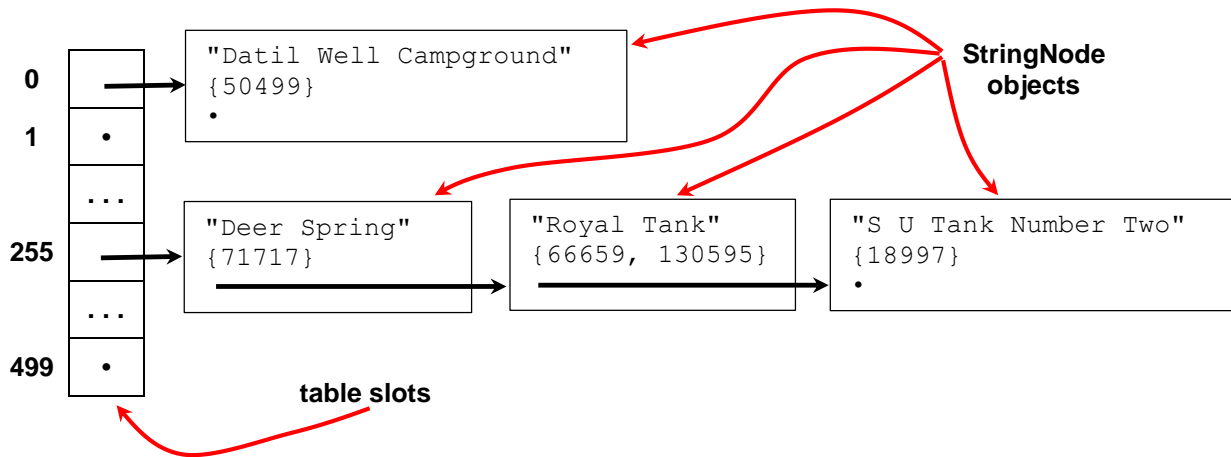 "Datil Well Campground"
{50499}
•
StringNode
objects
0
1
•
...
255
"Deer Spring"
{71717}
"Royal Tank"
{66659, 130595}
"S U Tank Number Two"
{18997}
•
...
499
•
table slots